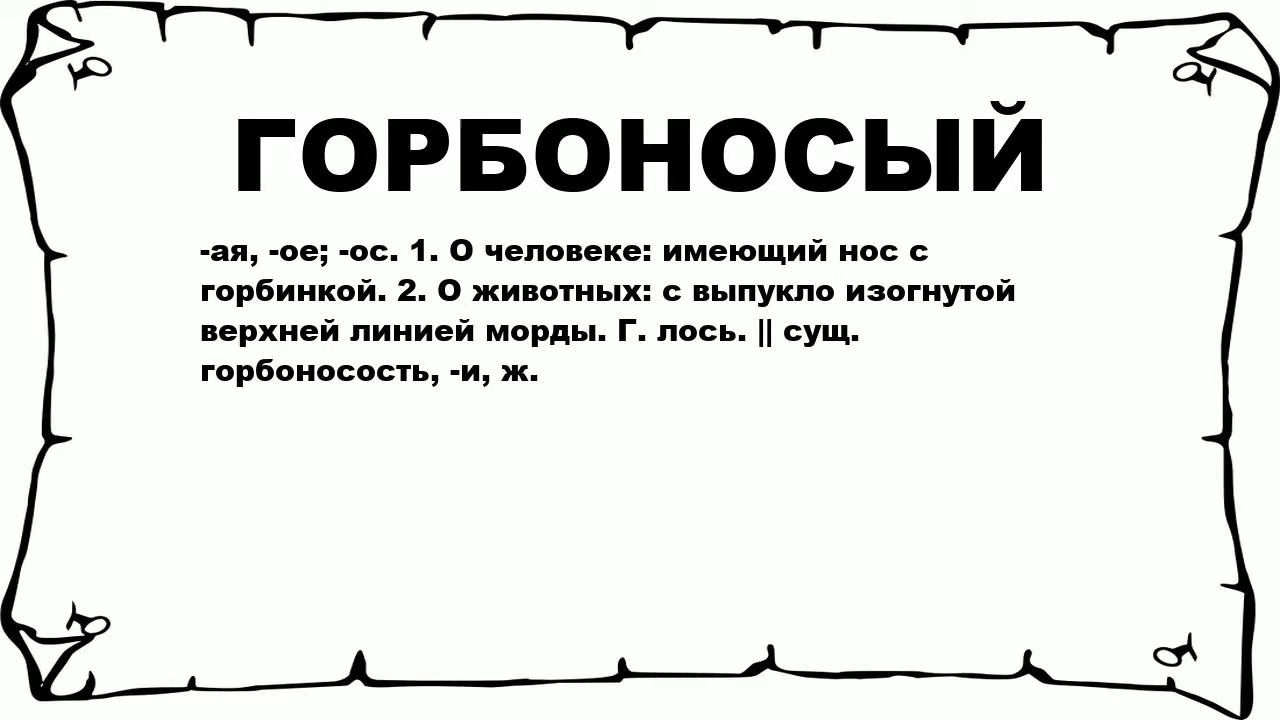 ГОРБОНОСЫЙ
-ая, -ое; -ос. 1. О человеке: имеющий нос с
горбинкой. 2. О животных: с выпукло изогнутой
верхней линией морды. Г. лось. || сущ.
горбоносость, -и, ж.